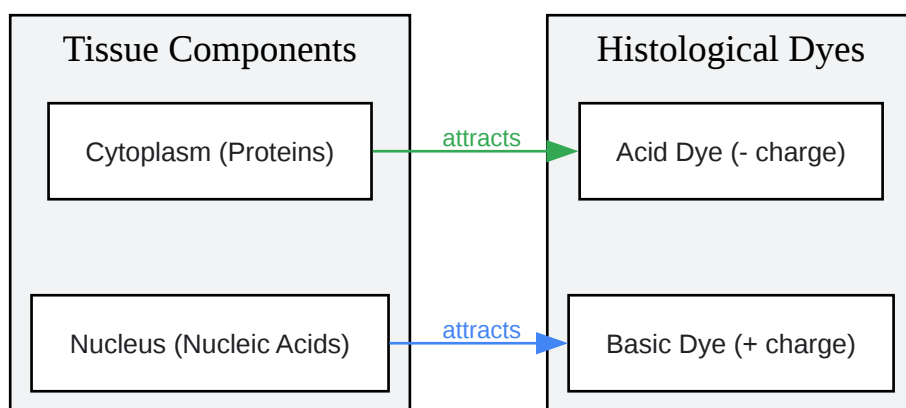 Tissue Components
Histological Dyes
Cytoplasm (Proteins)
attracts
Acid Dye (- charge)
Nucleus (Nucleic Acids)
attracts
Basic Dye (+ charge)